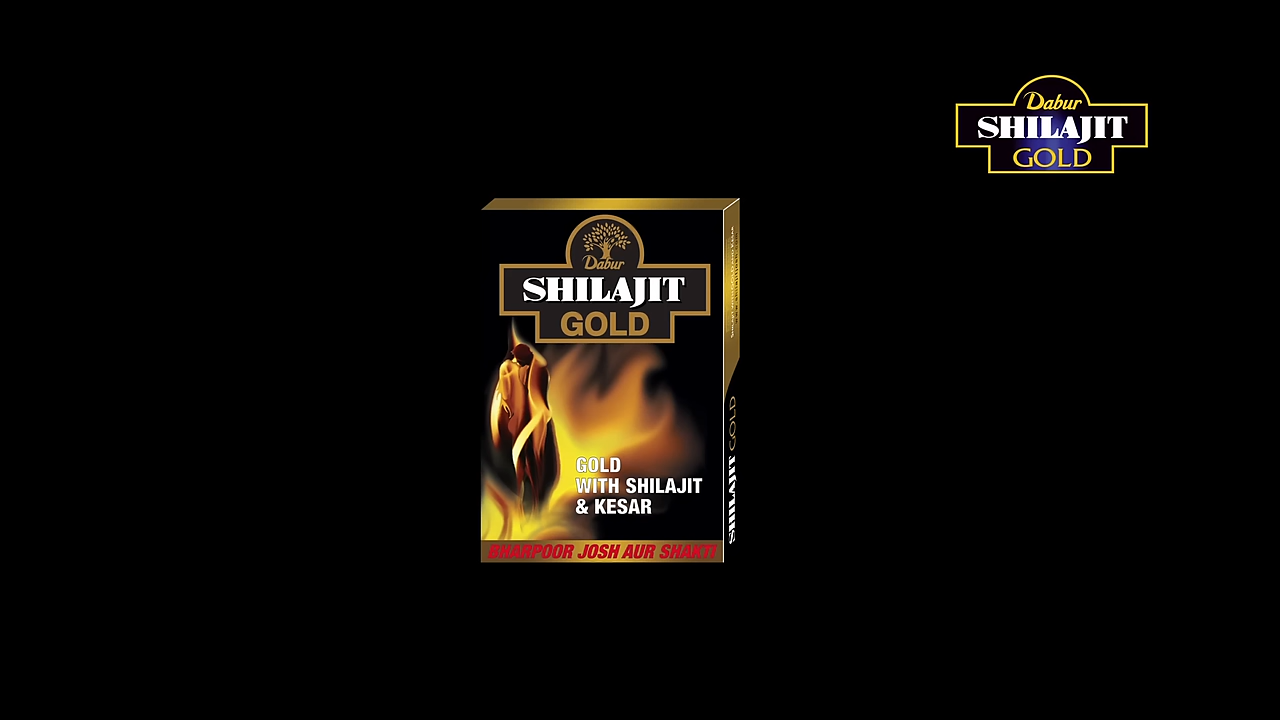 Dabur
SHILAJIT
GOLD
Dabur
SHILAJIT
GOLD
GOLD
WITH SHILAJIT
& KESAR
BHARPOOR JOSH AUR SHAKTI
SHILAJIT GOLD